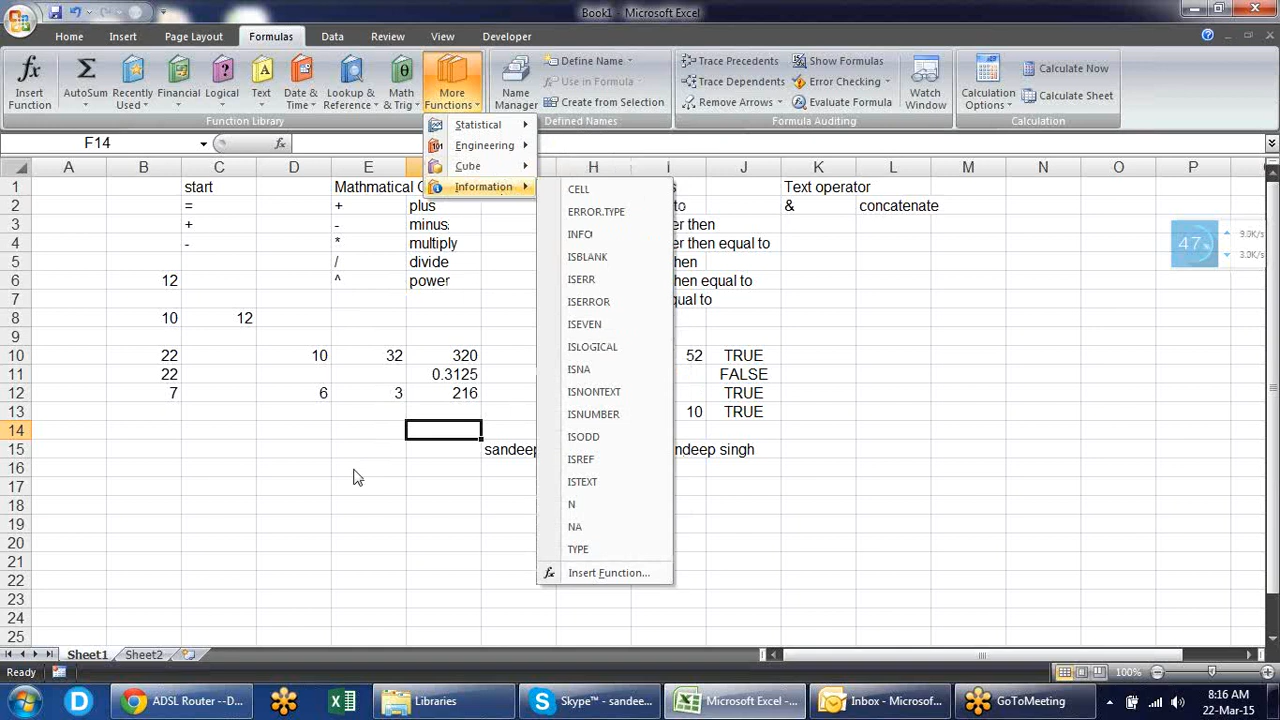 Book1 - Microsoft Excel
Home Insert Page Layout Formulas Data Review View Developer
fx Insert Function
Σ AutoSum
Recently Used
Financial
Logical
Text
Date & Time
Lookup & Reference
Math & Trig
More Functions
Function Library
Name Manager
Define Name
Use in Formula
Create from Selection
Defined Names
Trace Precedents
Trace Dependents
Remove Arrows
Show Formulas
Error Checking
Evaluate Formula
Formula Auditing
Watch Window
Calculation Options
Calculate Now
Calculate Sheet
Calculation
F14 fx
Statistical
Engineering
Cube
Information
CELL
ERROR.TYPE
INFO
ISBLANK
ISERR
ISERROR
ISEVEN
ISLOGICAL
ISNA
ISNONTEXT
ISNUMBER
ISODD
ISREF
ISTEXT
N
NA
TYPE
fx Insert Function...
A B C D E H I J K L M N O P
1 start Mathmatical Text operator
2 = + plus to & concatenate
3 + - minus er then
4 - * multiply er then equal to
5 / divide hen
6 12 ^ power hen equal to
7 qual to
8 10 12
9
10 22 10 32 320 52 TRUE
11 22 0.3125 FALSE
12 7 6 3 216 TRUE
13 10 TRUE
14
15 sandeep ndeep singh
16
17
18
19
20
21
22
23
24
25
47% 9.0K/s
3.0K/s
Sheet1 Sheet2
Ready 100%
ADSL Router --D...
Libraries
Skype™ - sandee...
Microsoft Excel -...
Inbox - Microsof...
GoToMeeting
8:16 AM
22-Mar-15